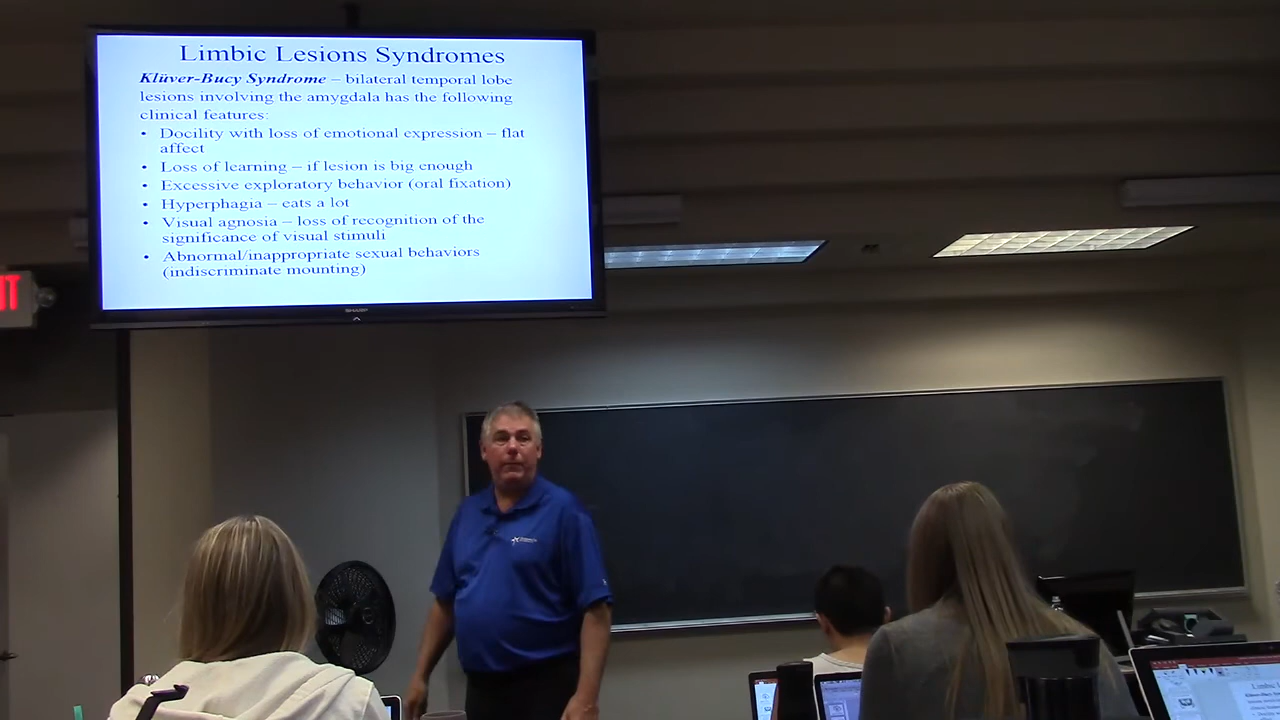 Limbic Lesions Syndromes
Klüver-Bucy Syndrome – bilateral temporal lobe
lesions involving the amygdala has the following
clinical features:
• Docility with loss of emotional expression – flat
affect
• Loss of learning – if lesion is big enough
• Excessive exploratory behavior (oral fixation)
• Hyperphagia – eats a lot
• Visual agnosia – loss of recognition of the
significance of visual stimuli
• Abnormal/inappropriate sexual behaviors
(indiscriminate mounting)
SHARP
IT
Limbic